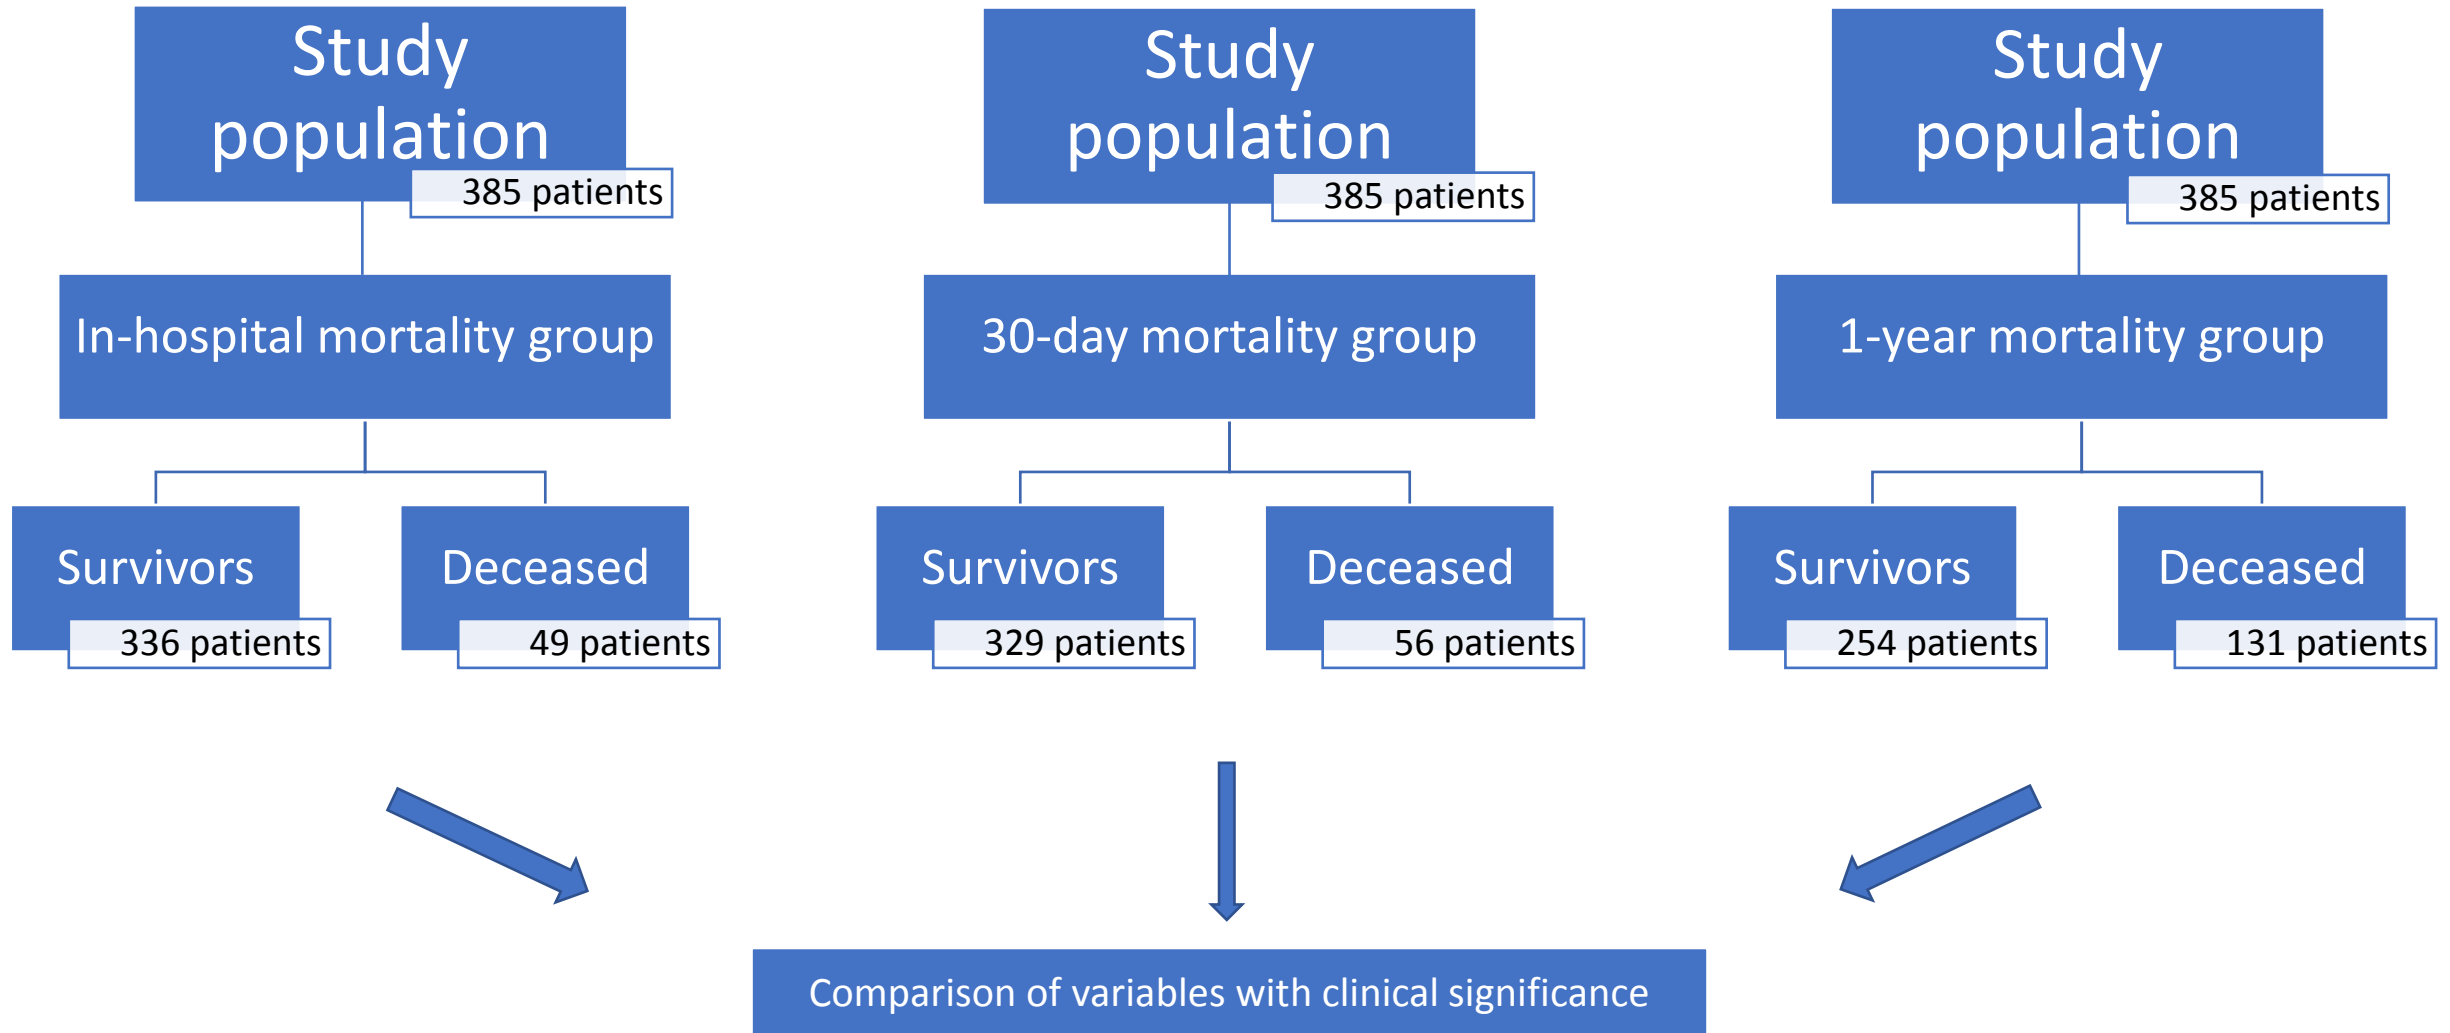 Study
population
385 patients
Study
population
385 patients
Study
population
385 patients
In-hospital mortality group
30-day mortality group
1-year mortality group
Survivors
336 patients
Deceased
49 patients
Survivors
329 patients
Deceased
56 patients
Survivors
254 patients
Deceased
131 patients
Comparison of variables with clinical significance